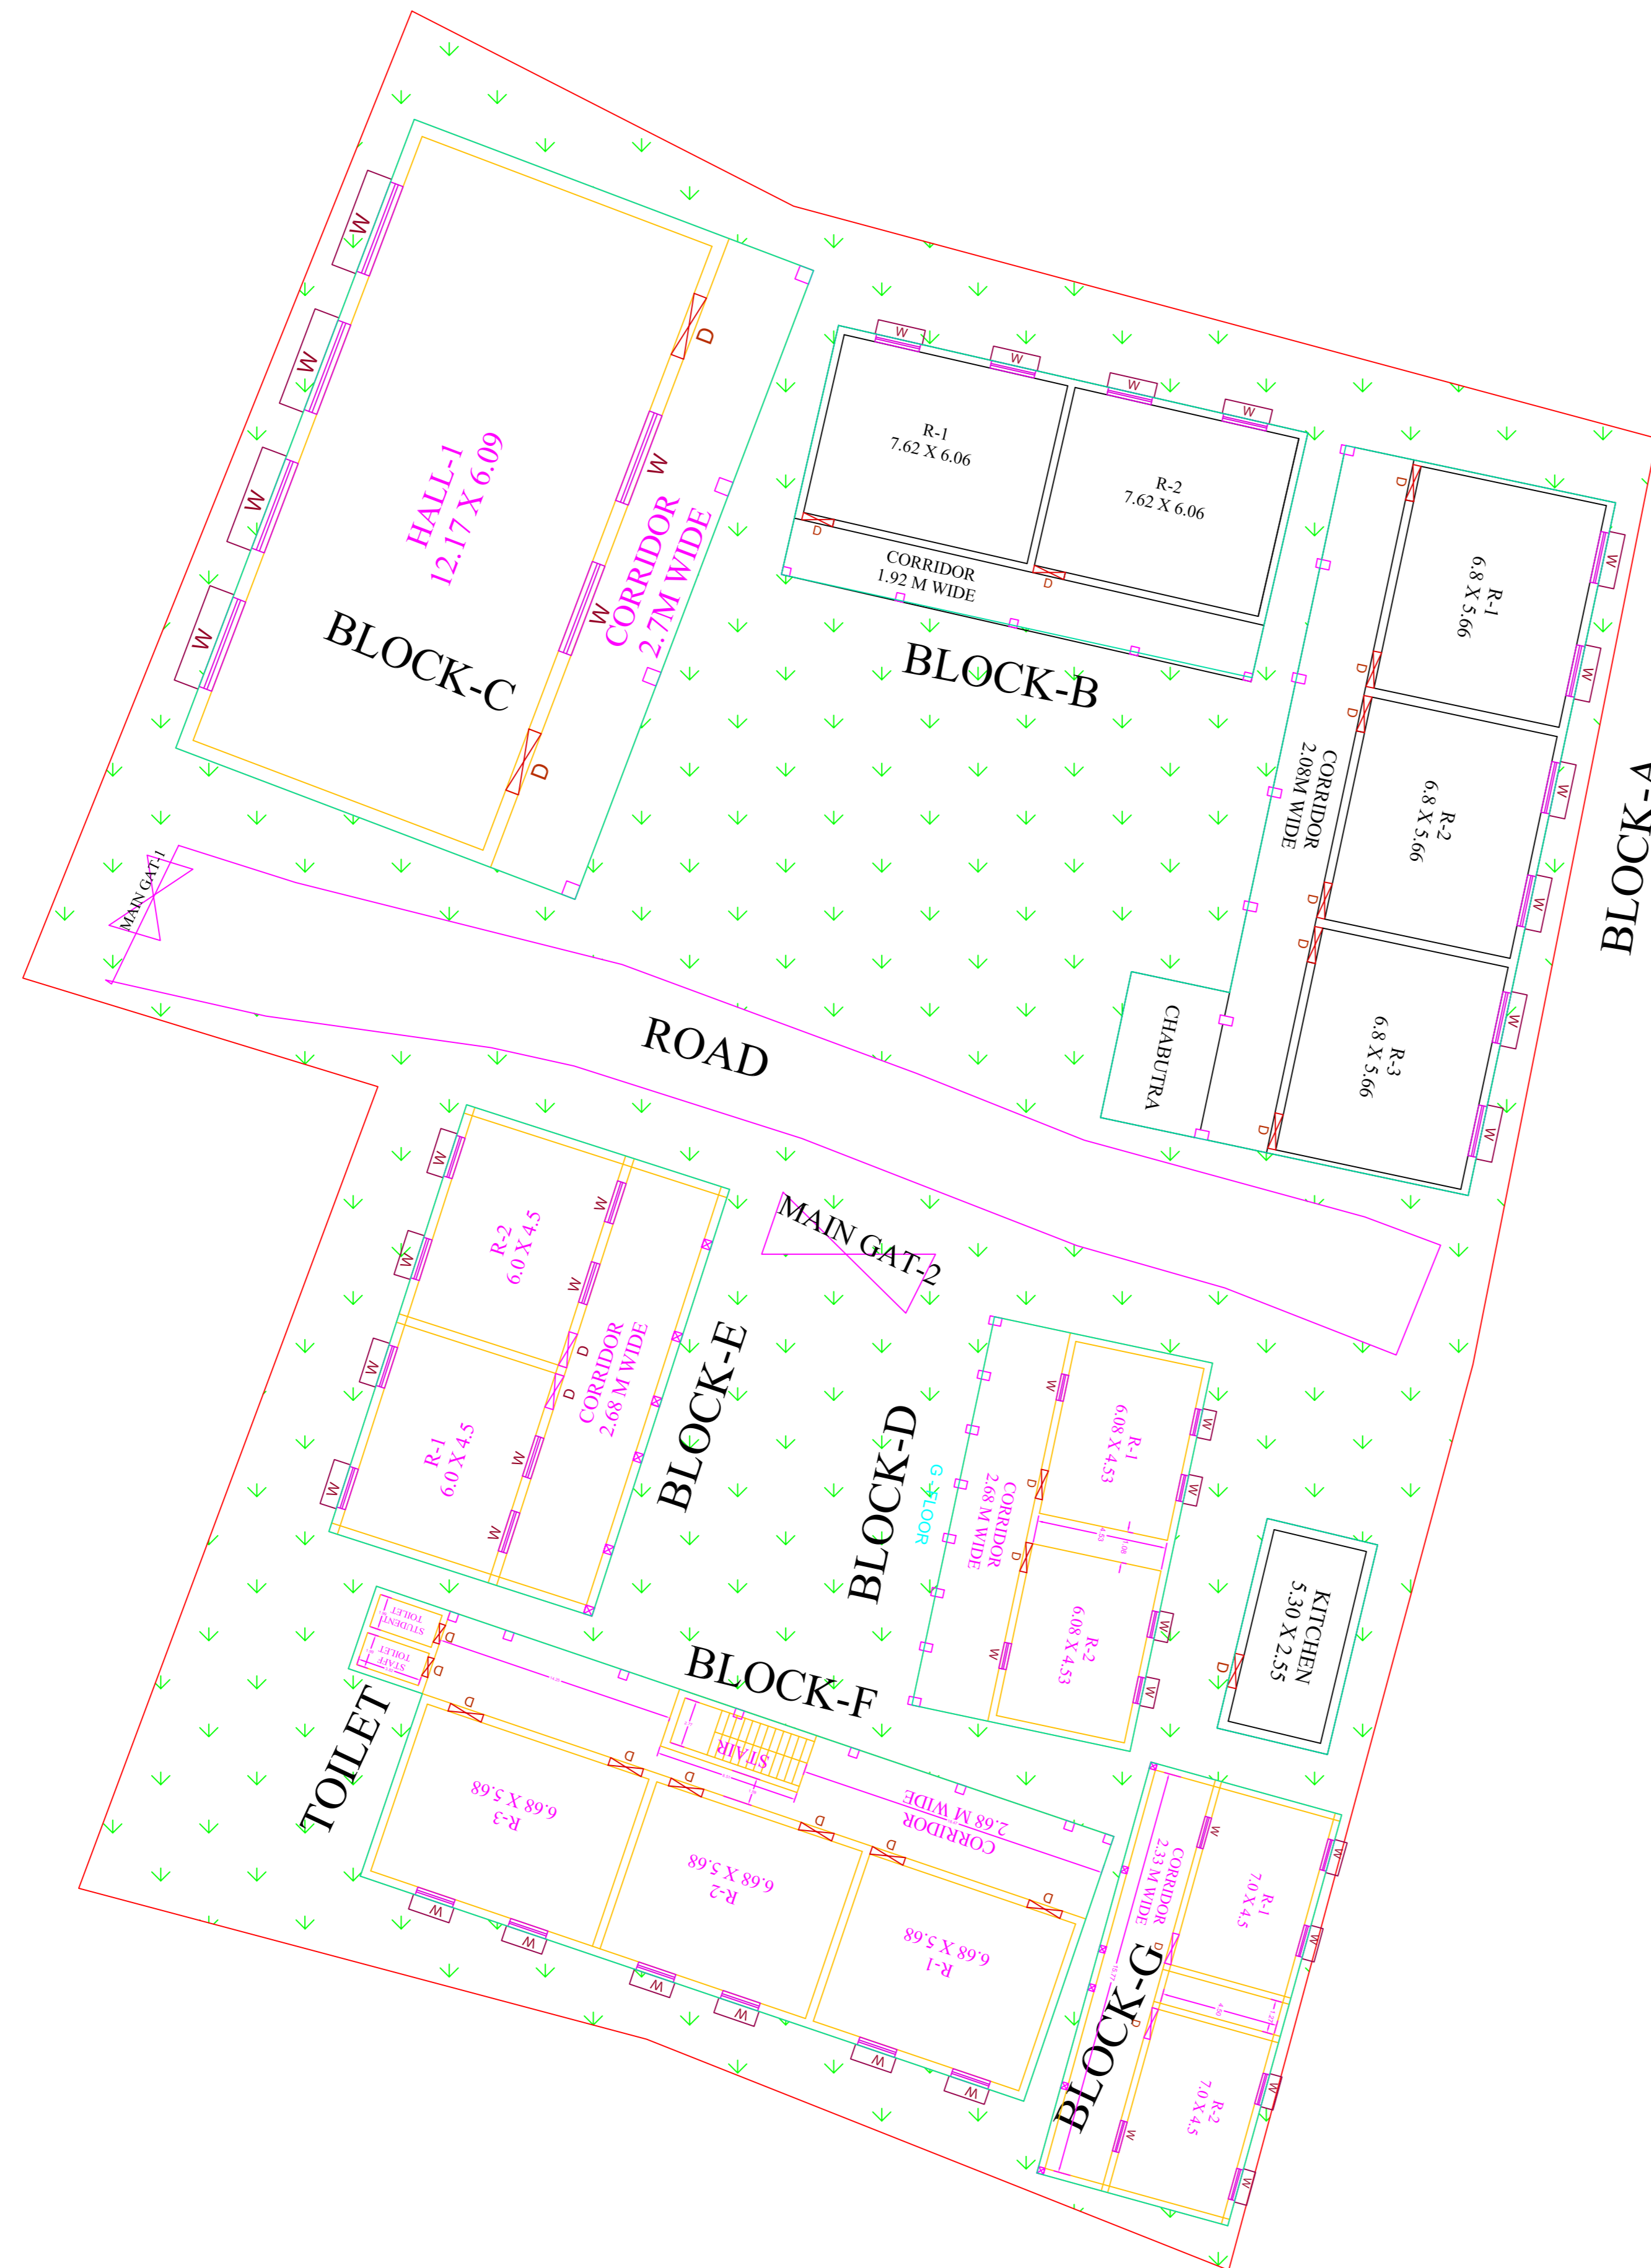 W
W
W
W
HALL-1
12.17 X 6.09
D
W
W
D
CORRIDOR
2.7M WIDE
BLOCK-C
W
W
W
W
R-1
7.62 X 6.06
R-2
7.62 X 6.06
D
D
CORRIDOR
1.92 M WIDE
BLOCK-B
D
R-1
6.8 X 5.66
W
W
D
D
R-2
6.8 X 5.66
W
W
CORRIDOR
2.08M WIDE
D
D
R-3
6.8 X 5.66
W
W
D
CHABUTRA
BLOCK-A
MAIN GAT-1
ROAD
MAIN GAT-2
W
W
W
W
R-2
6.0 X 4.5
R-1
6.0 X 4.5
W
W
D
D
W
W
CORRIDOR
2.68 M WIDE
BLOCK-E
BLOCK-D
G -FLOOR
CORRIDOR
2.68 M WIDE
W
R-1
6.08 X 4.53
W
W
D
4.53
D
R-2
6.08 X 4.53
W
W
W
KITCHEN
5.30 X 2.55
D
STUDENT
TOILET
STAFF
TOILET
D
D
TOILET
BLOCK-F
STAIR
CORRIDOR
2.68 M WIDE
D
D
D
D
D
D
R-3
6.68 X 5.68
R-2
6.68 X 5.68
R-1
6.68 X 5.68
W
W
W
W
W
W
CORRIDOR
2.33 M WIDE
W
R-1
7.0 X 4.5
W
W
D
15.77
D
R-2
7.0 X 4.5
W
W
W
BLOCK-G